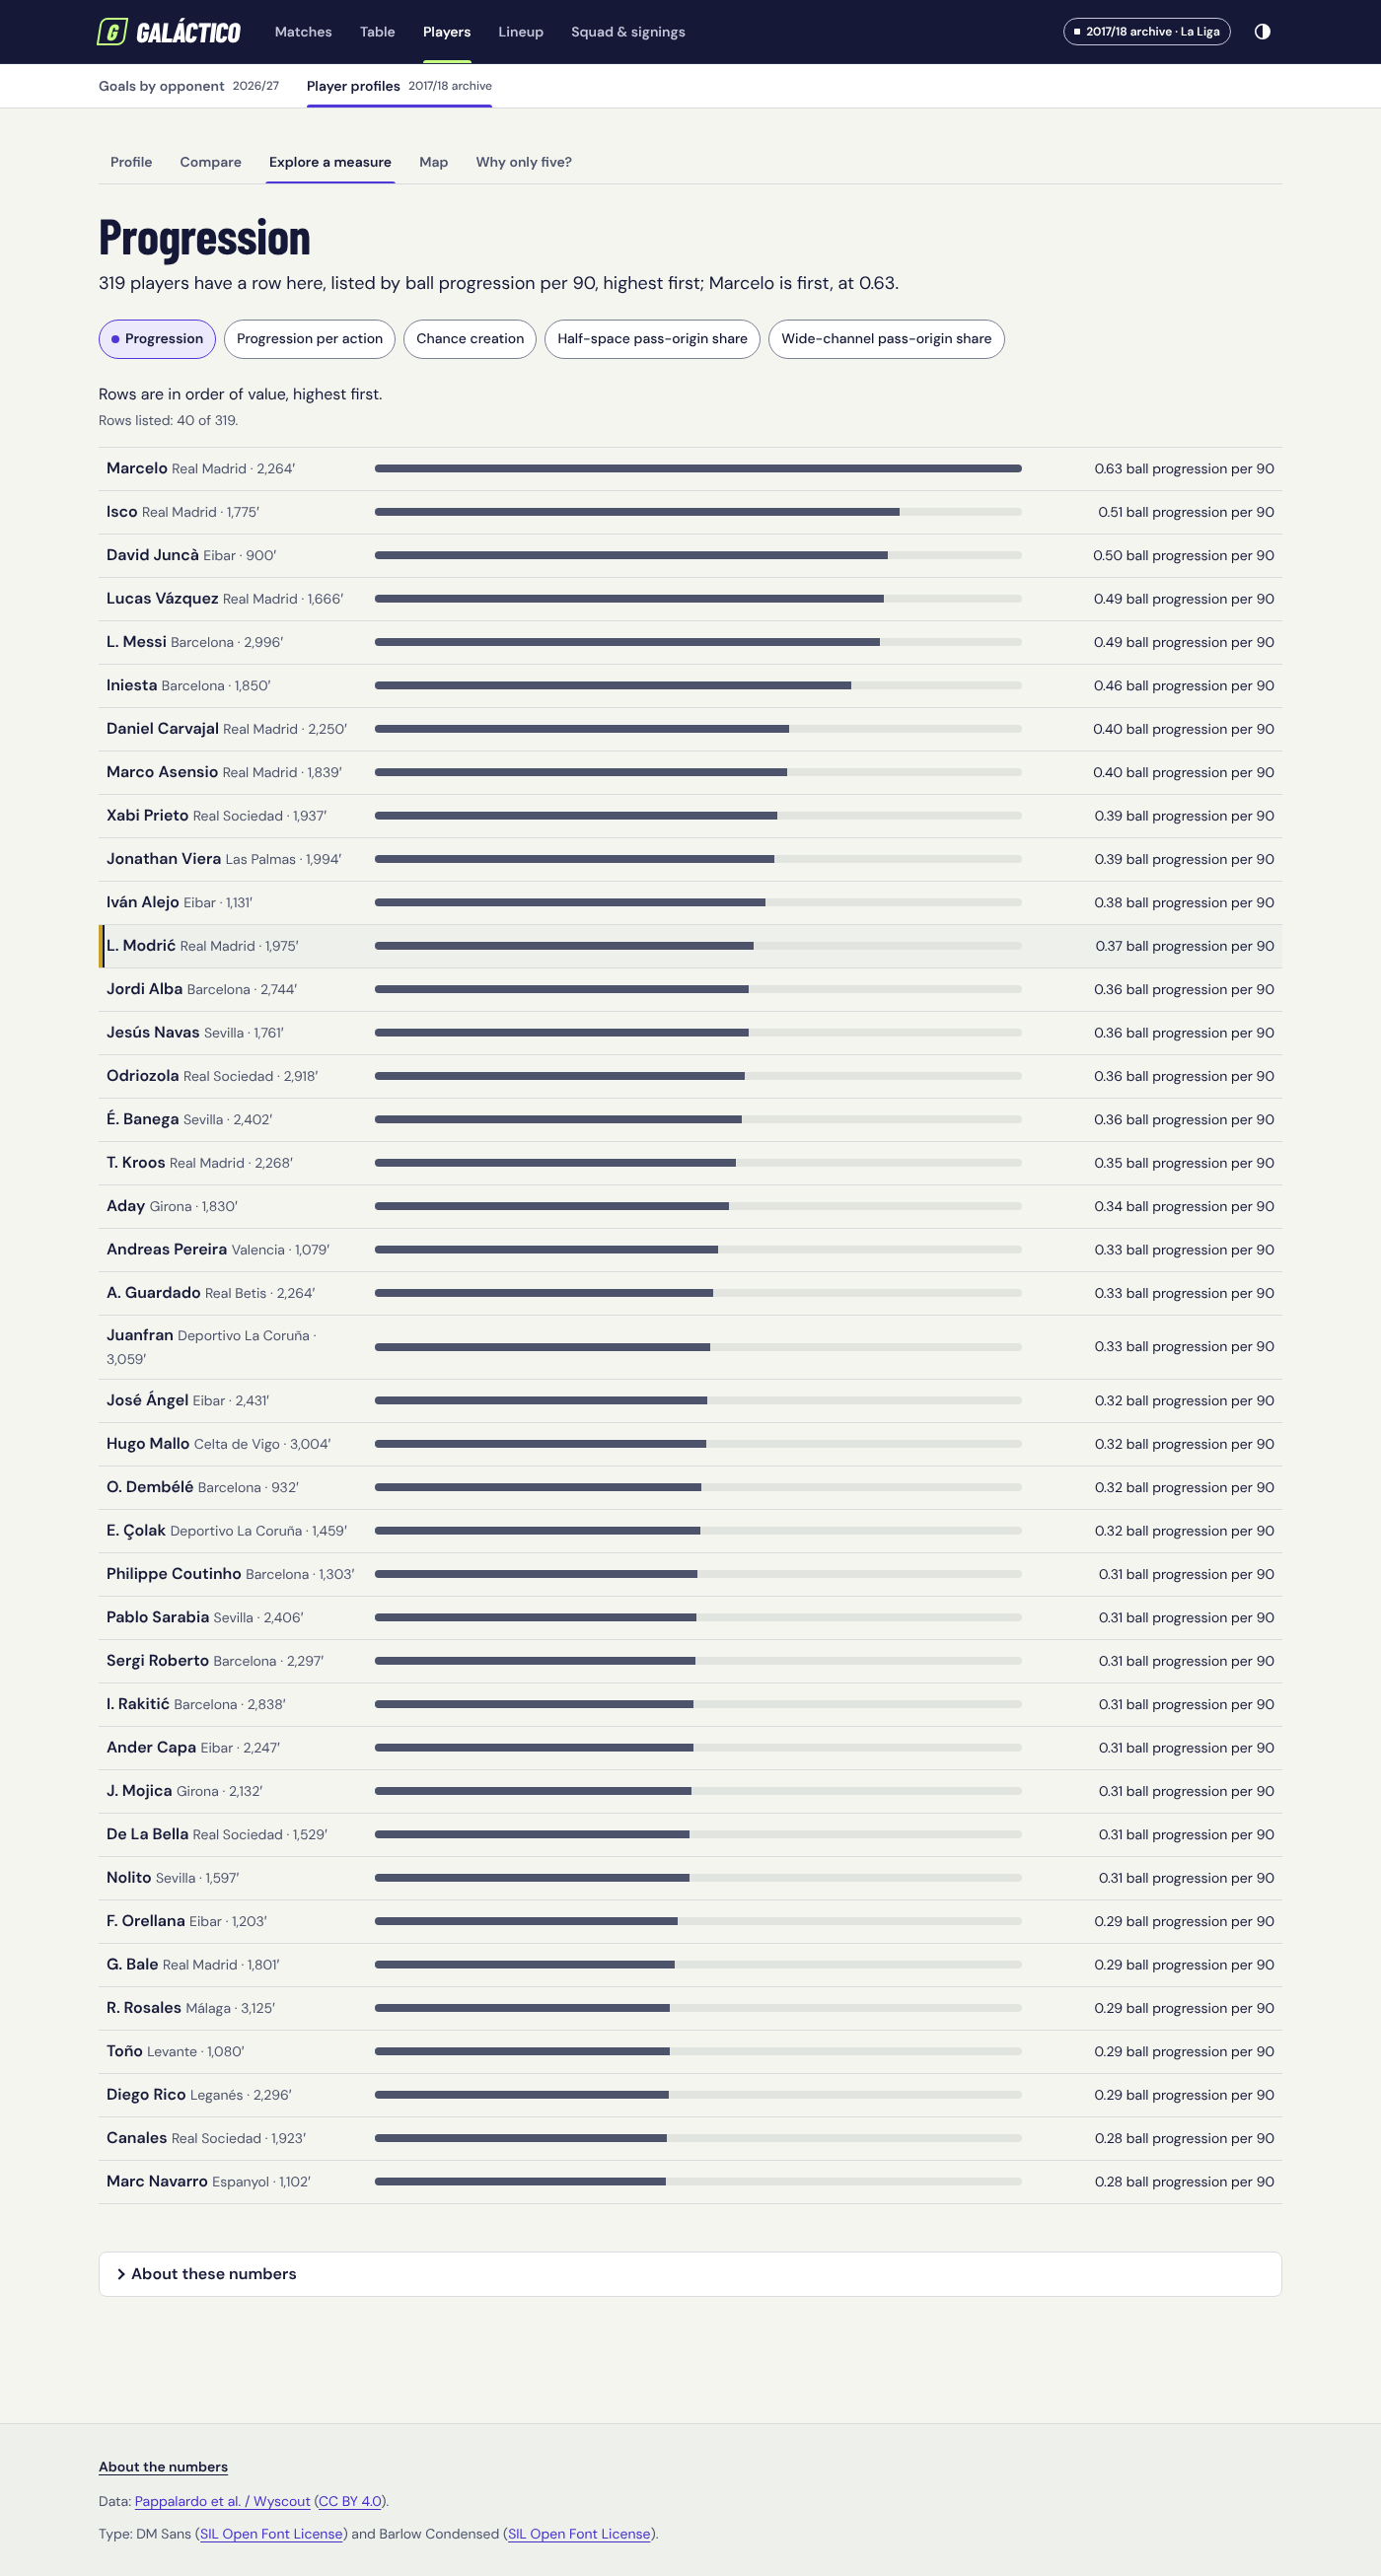 G GALÁCTICO Matches Table Players Lineup Squad & signings 2017/18 archive · La Liga
Goals by opponent 2026/27 Player profiles 2017/18 archive
Profile Compare Explore a measure Map Why only five?
Progression
319 players have a row here, listed by ball progression per 90, highest first; Marcelo is first, at 0.63.
Progression Progression per action Chance creation Half-space pass-origin share Wide-channel pass-origin share
Rows are in order of value, highest first.
Rows listed: 40 of 319.
Marcelo Real Madrid · 2,264′ 0.63 ball progression per 90
Isco Real Madrid · 1,775′ 0.51 ball progression per 90
David Juncà Eibar · 900′ 0.50 ball progression per 90
Lucas Vázquez Real Madrid · 1,666′ 0.49 ball progression per 90
L. Messi Barcelona · 2,996′ 0.49 ball progression per 90
Iniesta Barcelona · 1,850′ 0.46 ball progression per 90
Daniel Carvajal Real Madrid · 2,250′ 0.40 ball progression per 90
Marco Asensio Real Madrid · 1,839′ 0.40 ball progression per 90
Xabi Prieto Real Sociedad · 1,937′ 0.39 ball progression per 90
Jonathan Viera Las Palmas · 1,994′ 0.39 ball progression per 90
Iván Alejo Eibar · 1,131′ 0.38 ball progression per 90
L. Modrić Real Madrid · 1,975′ 0.37 ball progression per 90
Jordi Alba Barcelona · 2,744′ 0.36 ball progression per 90
Jesús Navas Sevilla · 1,761′ 0.36 ball progression per 90
Odriozola Real Sociedad · 2,918′ 0.36 ball progression per 90
É. Banega Sevilla · 2,402′ 0.36 ball progression per 90
T. Kroos Real Madrid · 2,268′ 0.35 ball progression per 90
Aday Girona · 1,830′ 0.34 ball progression per 90
Andreas Pereira Valencia · 1,079′ 0.33 ball progression per 90
A. Guardado Real Betis · 2,264′ 0.33 ball progression per 90
Juanfran Deportivo La Coruña ·
3,059′ 0.33 ball progression per 90
José Ángel Eibar · 2,431′ 0.32 ball progression per 90
Hugo Mallo Celta de Vigo · 3,004′ 0.32 ball progression per 90
O. Dembélé Barcelona · 932′ 0.32 ball progression per 90
E. Çolak Deportivo La Coruña · 1,459′ 0.32 ball progression per 90
Philippe Coutinho Barcelona · 1,303′ 0.31 ball progression per 90
Pablo Sarabia Sevilla · 2,406′ 0.31 ball progression per 90
Sergi Roberto Barcelona · 2,297′ 0.31 ball progression per 90
I. Rakitić Barcelona · 2,838′ 0.31 ball progression per 90
Ander Capa Eibar · 2,247′ 0.31 ball progression per 90
J. Mojica Girona · 2,132′ 0.31 ball progression per 90
De La Bella Real Sociedad · 1,529′ 0.31 ball progression per 90
Nolito Sevilla · 1,597′ 0.31 ball progression per 90
F. Orellana Eibar · 1,203′ 0.29 ball progression per 90
G. Bale Real Madrid · 1,801′ 0.29 ball progression per 90
R. Rosales Málaga · 3,125′ 0.29 ball progression per 90
Toño Levante · 1,080′ 0.29 ball progression per 90
Diego Rico Leganés · 2,296′ 0.29 ball progression per 90
Canales Real Sociedad · 1,923′ 0.28 ball progression per 90
Marc Navarro Espanyol · 1,102′ 0.28 ball progression per 90
About these numbers
About the numbers
Data: Pappalardo et al. / Wyscout (CC BY 4.0).
Type: DM Sans (SIL Open Font License) and Barlow Condensed (SIL Open Font License).